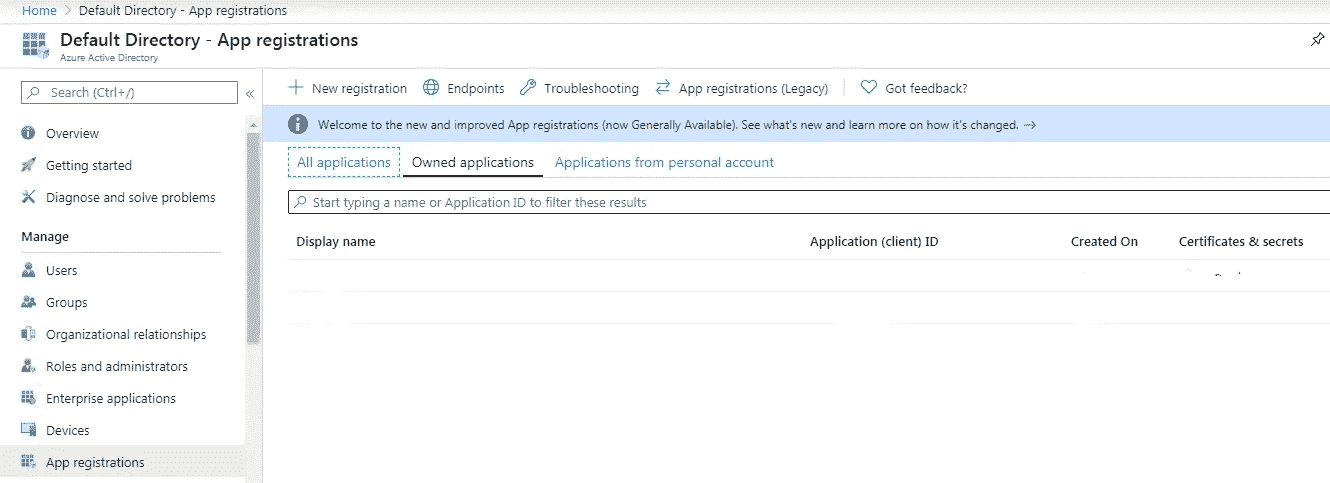 Home > Default Directory - App registrations
Default Directory - App registrations
Azure Active Directory
Search (Ctrl+/)
«
Overview
Getting started
Diagnose and solve problems
Manage
Users
Groups
Organizational relationships
Roles and administrators
Enterprise applications
Devices
App registrations
New registration Endpoints Troubleshooting App registrations (Legacy) Got feedback?
Welcome to the new and improved App registrations (now Generally Available). See what's new and learn more on how it's changed. →
All applications Owned applications Applications from personal account
Start typing a name or Application ID to filter these results
Display name Application (client) ID Created On Certificates & secrets